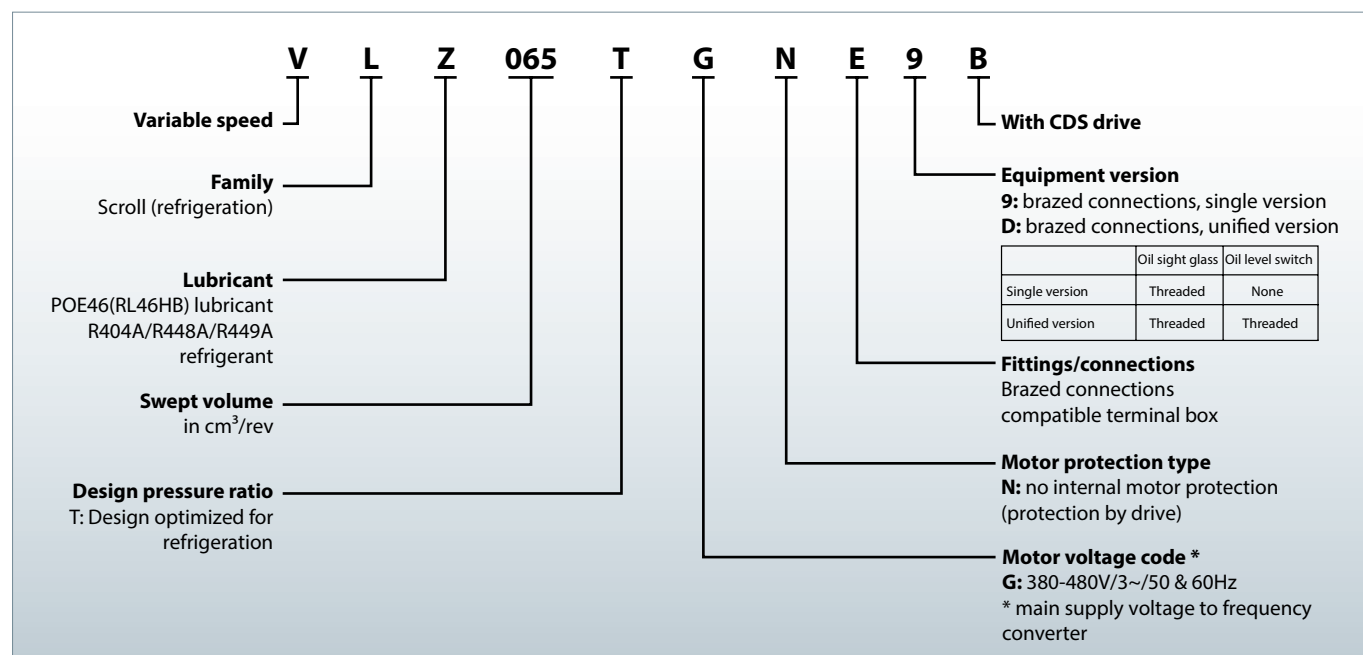 V L Z 065 T G N E 9 B
Variable speed
Family
Scroll (refrigeration)
Lubricant
POE46(RL46HB) lubricant
R404A/R448A/R449A
refrigerant
Swept volume
in cm³/rev
Design pressure ratio
T: Design optimized for
refrigeration
With CDS drive
Equipment version
9: brazed connections, single version
D: brazed connections, unified version
Oil sight glass Oil level switch
Single version Threaded None
Unified version Threaded Threaded
Fittings/connections
Brazed connections
compatible terminal box
Motor protection type
N: no internal motor protection
(protection by drive)
Motor voltage code *
G: 380-480V/3~/50 & 60Hz
* main supply voltage to frequency
converter